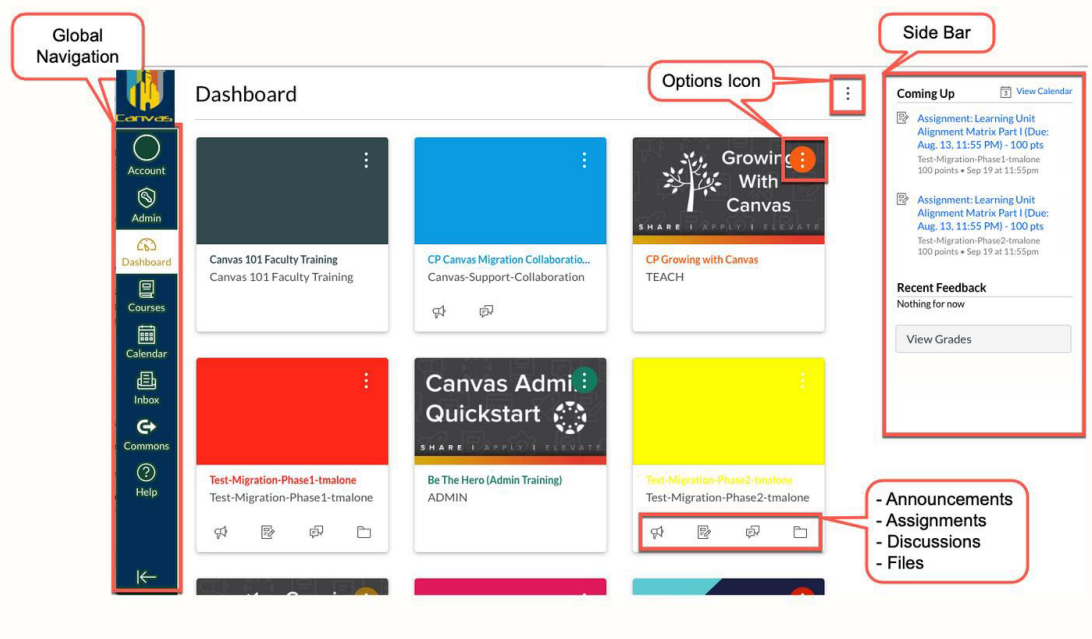 Global
Navigation
Options Icon
Side Bar
Canvas
Account
Admin
Dashboard
Courses
Calendar
Inbox
Commons
Help
Dashboard
Canvas 101 Faculty Training
Canvas 101 Faculty Training
CP Canvas Migration Collaboratio...
Canvas-Support-Collaboration
Growing
With
Canvas
SHARE | APPLY | ELEVATE
CP Growing with Canvas
TEACH
Test-Migration-Phase1-tmalone
Test-Migration-Phase1-tmalone
Canvas Admi
Quickstart
SHARE | APPLY | ELEVATE
Be The Hero (Admin Training)
ADMIN
Test-Migration-Phase2-tmalone
Test-Migration-Phase2-tmalone
Coming Up
View Calendar
Assignment: Learning Unit
Alignment Matrix Part I (Due:
Aug. 13, 11:55 PM) - 100 pts
Test-Migration-Phase1-tmalone
100 points • Sep 19 at 11:55pm
Assignment: Learning Unit
Alignment Matrix Part I (Due:
Aug. 13, 11:55 PM) - 100 pts
Test-Migration-Phase2-tmalone
100 points • Sep 19 at 11:55pm
Recent Feedback
Nothing for now
View Grades
- Announcements
- Assignments
- Discussions
- Files